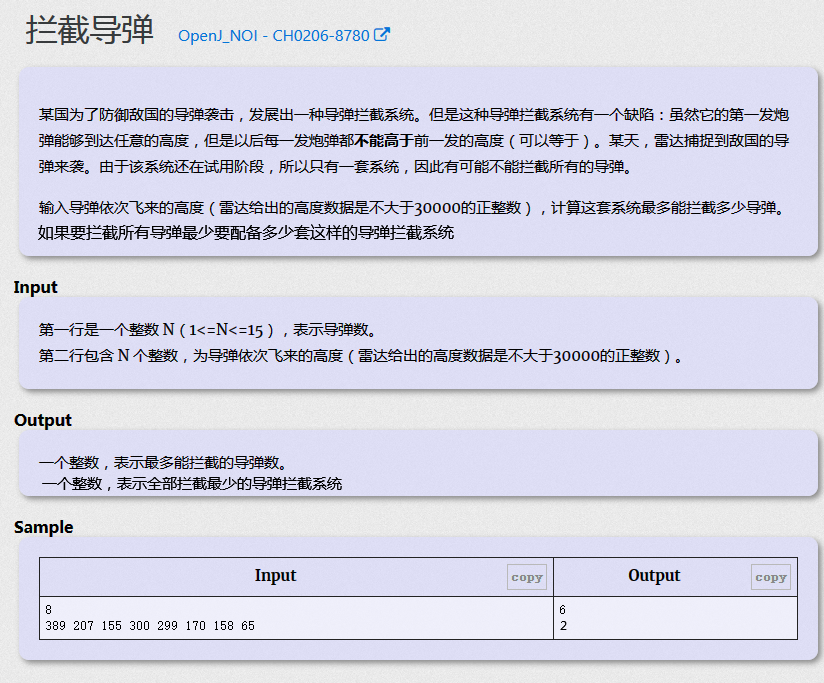 拦截导弹 OpenJ_NOI - CH0206-8780
某国为了防御敌国的导弹袭击，发展出一种导弹拦截系统。但是这种导弹拦截系统有一个缺陷：虽然它的第一发炮
弹能够到达任意的高度，但是以后每一发炮弹都不能高于前一发的高度（可以等于）。某天，雷达捕捉到敌国的导
弹来袭。由于该系统还在试用阶段，所以只有一套系统，因此有可能不能拦截所有的导弹。
输入导弹依次飞来的高度（雷达给出的高度数据是不大于30000的正整数），计算这套系统最多能拦截多少导弹。
如果要拦截所有导弹最少要配备多少套这样的导弹拦截系统
Input
第一行是一个整数 N（1<=N<=15），表示导弹数。
第二行包含 N 个整数，为导弹依次飞来的高度（雷达给出的高度数据是不大于30000的正整数）。
Output
一个整数，表示最多能拦截的导弹数。
一个整数，表示全部拦截最少的导弹拦截系统
Sample
Input copy Output copy
8 6
389 207 155 300 299 170 158 65 2